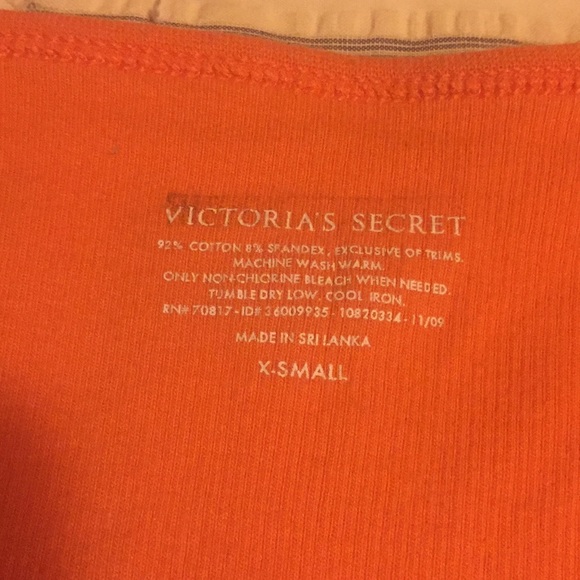 VICTORIA'S SECRET
92% COTTON 8% SPANDEX, EXCLUSIVE OF TRIMS.
MACHINE WASH WARM.
ONLY NON-CHLORINE BLEACH WHEN NEEDED.
TUMBLE DRY LOW, COOL IRON.
RN# 70817 - ID# 36009935 - 10820334 - 11/09
MADE IN SRI LANKA
X-SMALL